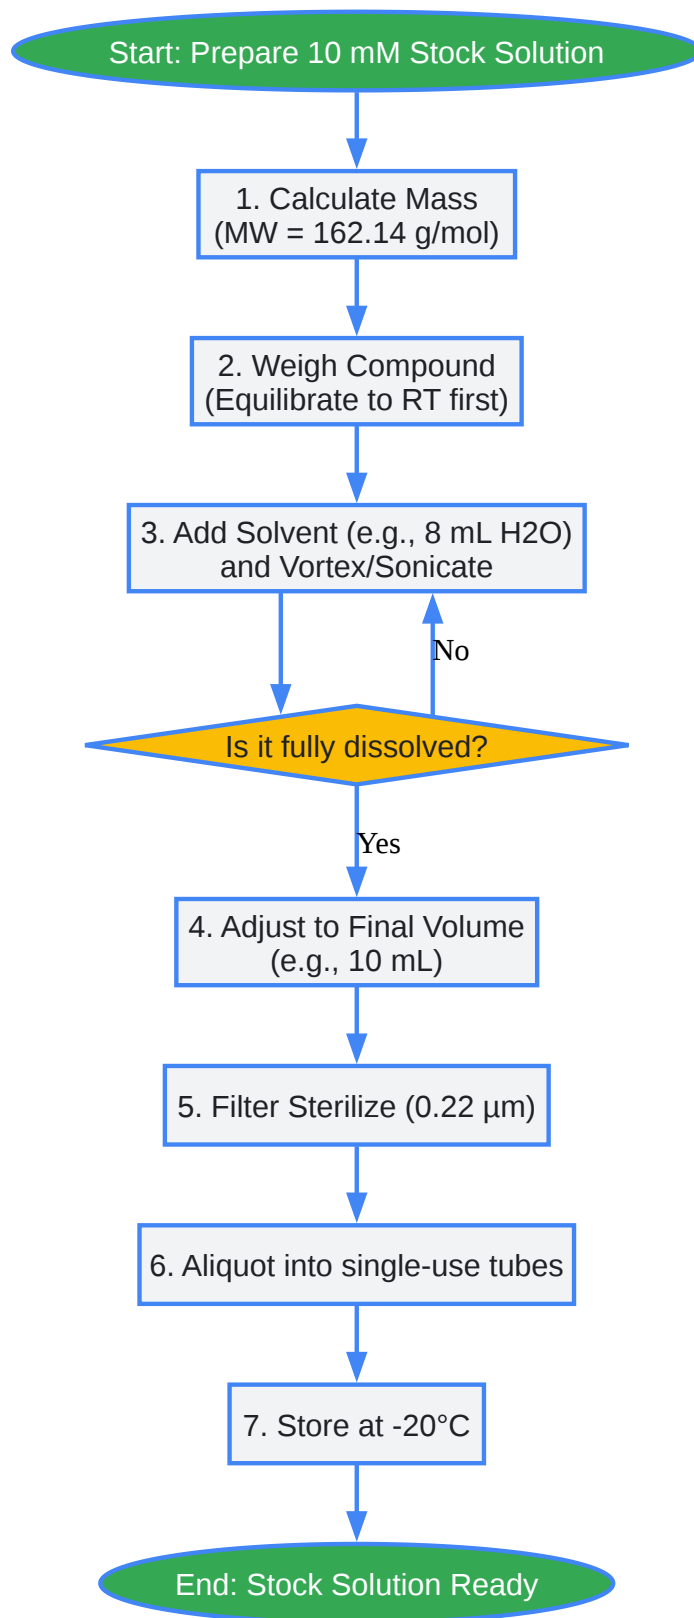 Start: Prepare 10 mM Stock Solution
1. Calculate Mass
(MW = 162.14 g/mol)
2. Weigh Compound
(Equilibrate to RT first)
3. Add Solvent (e.g., 8 mL H2O)
and Vortex/Sonicate
No
Is it fully dissolved?
Yes
4. Adjust to Final Volume
(e.g., 10 mL)
5. Filter Sterilize (0.22 µm)
6. Aliquot into single-use tubes
7. Store at -20°C
End: Stock Solution Ready